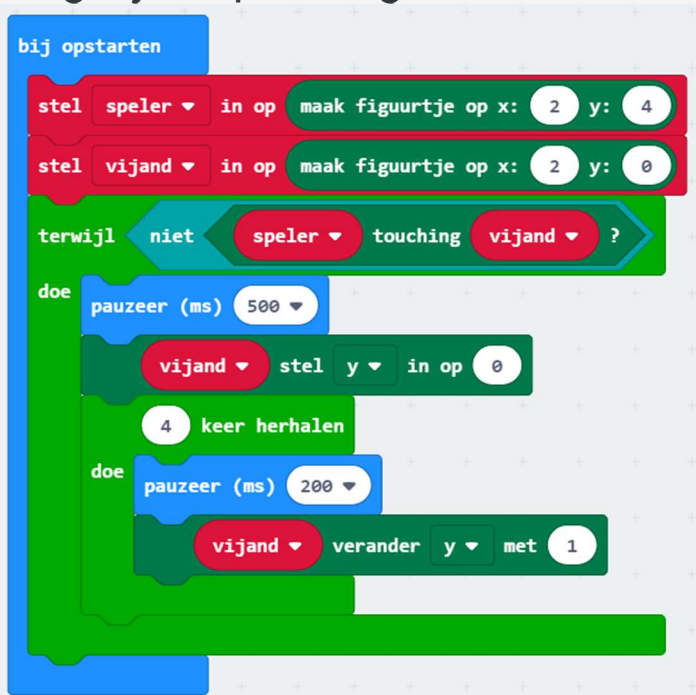 bij opstarten
stel speler in op maak figuurtje op x: 2 y: 4
stel vijand in op maak figuurtje op x: 2 y: 0
terwijl niet speler touching vijand ?
doe
pauzeer (ms) 500
vijand stel y in op 0
4 keer herhalen
doe
pauzeer (ms) 200
vijand verander y met 1